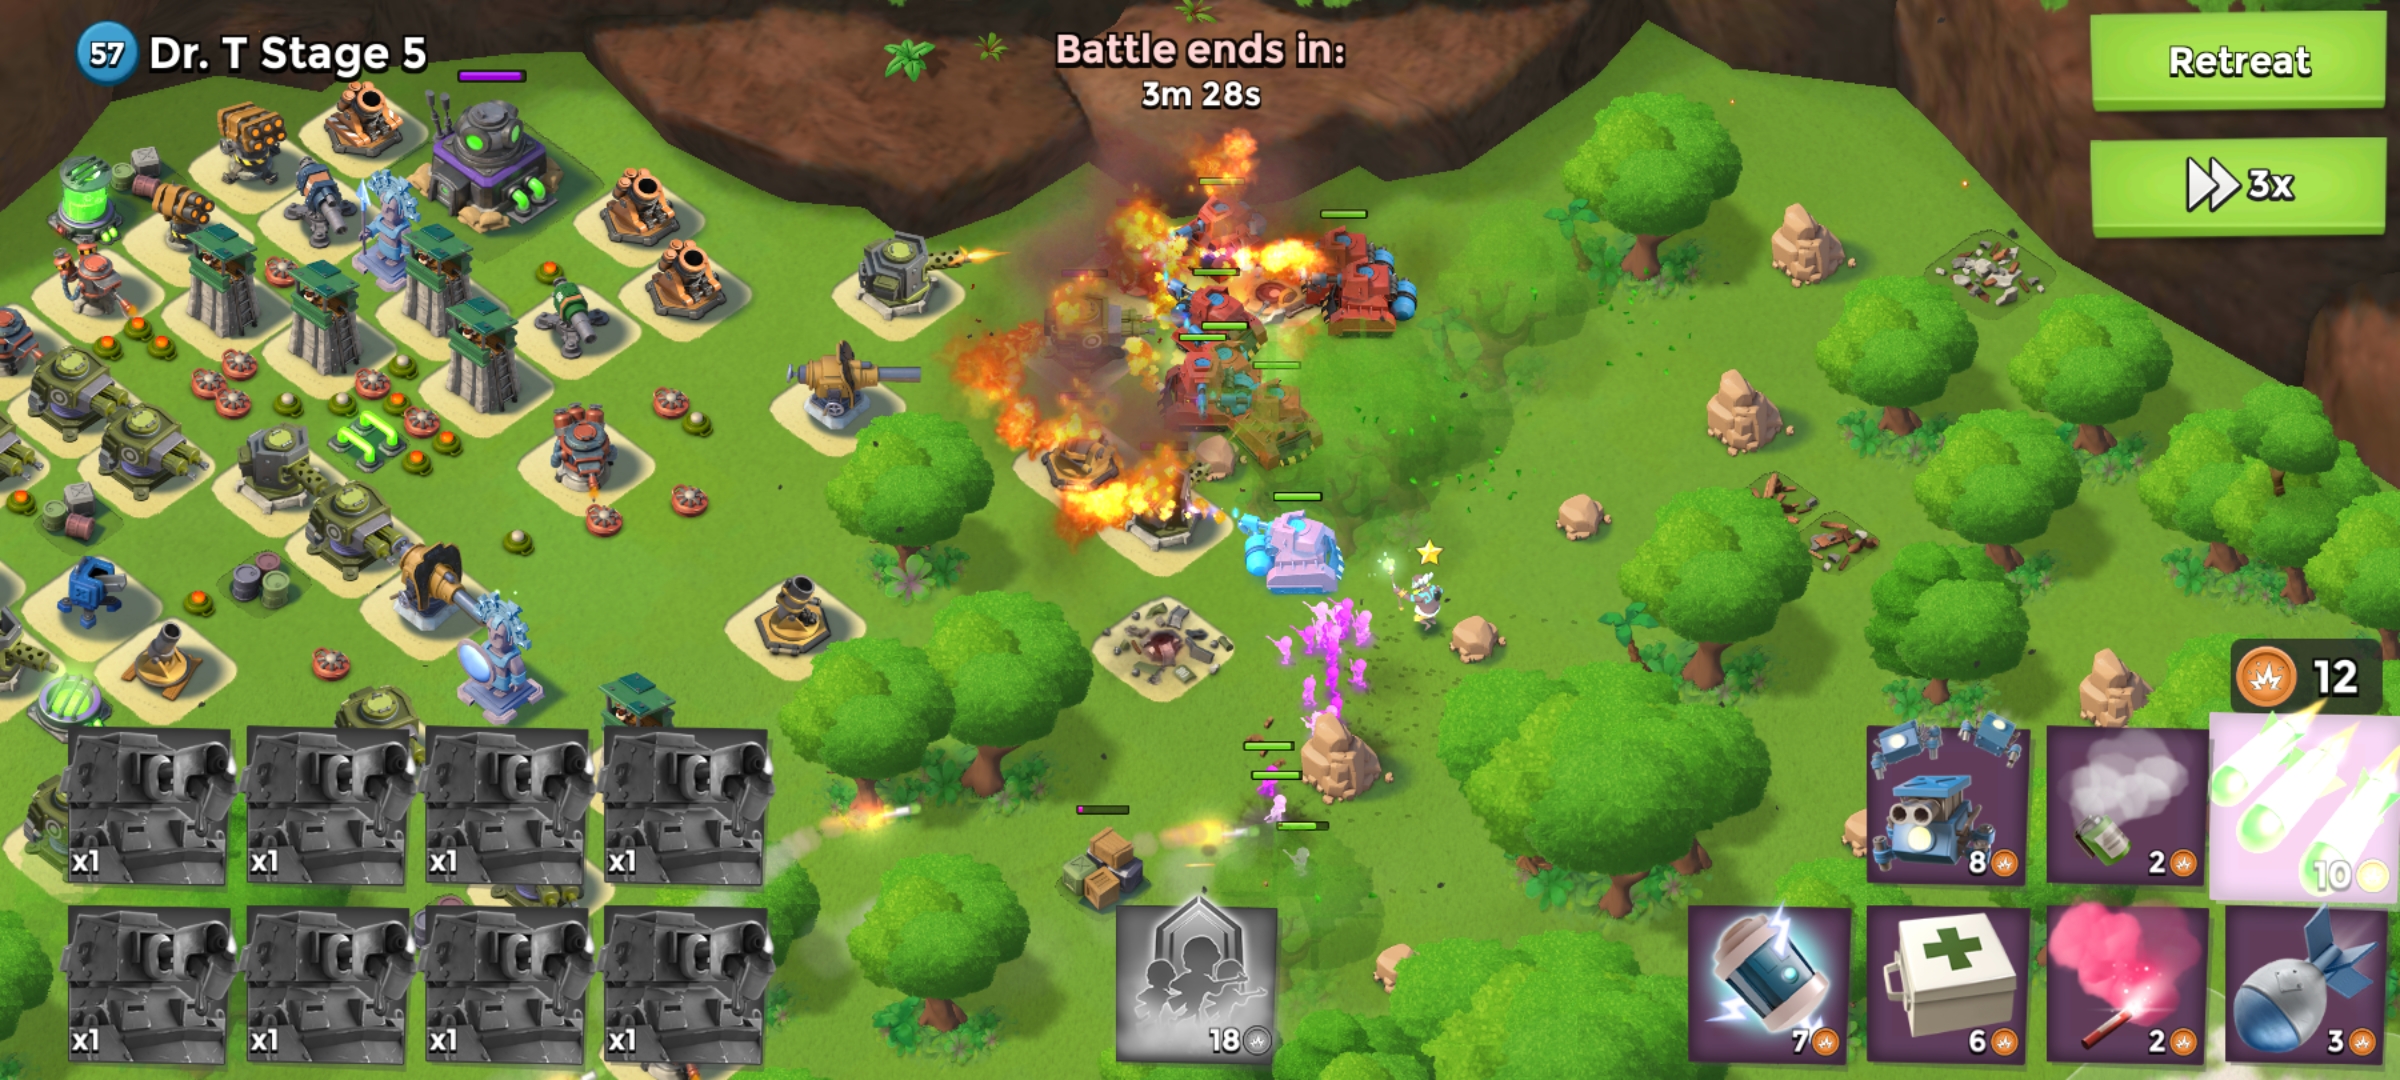 57 Dr. T Stage 5
Battle ends in:
3m 28s
Retreat
3x
12
x1
x1
x1
x1
8
2
10
x1
x1
x1
x1
18
7
6
2
3